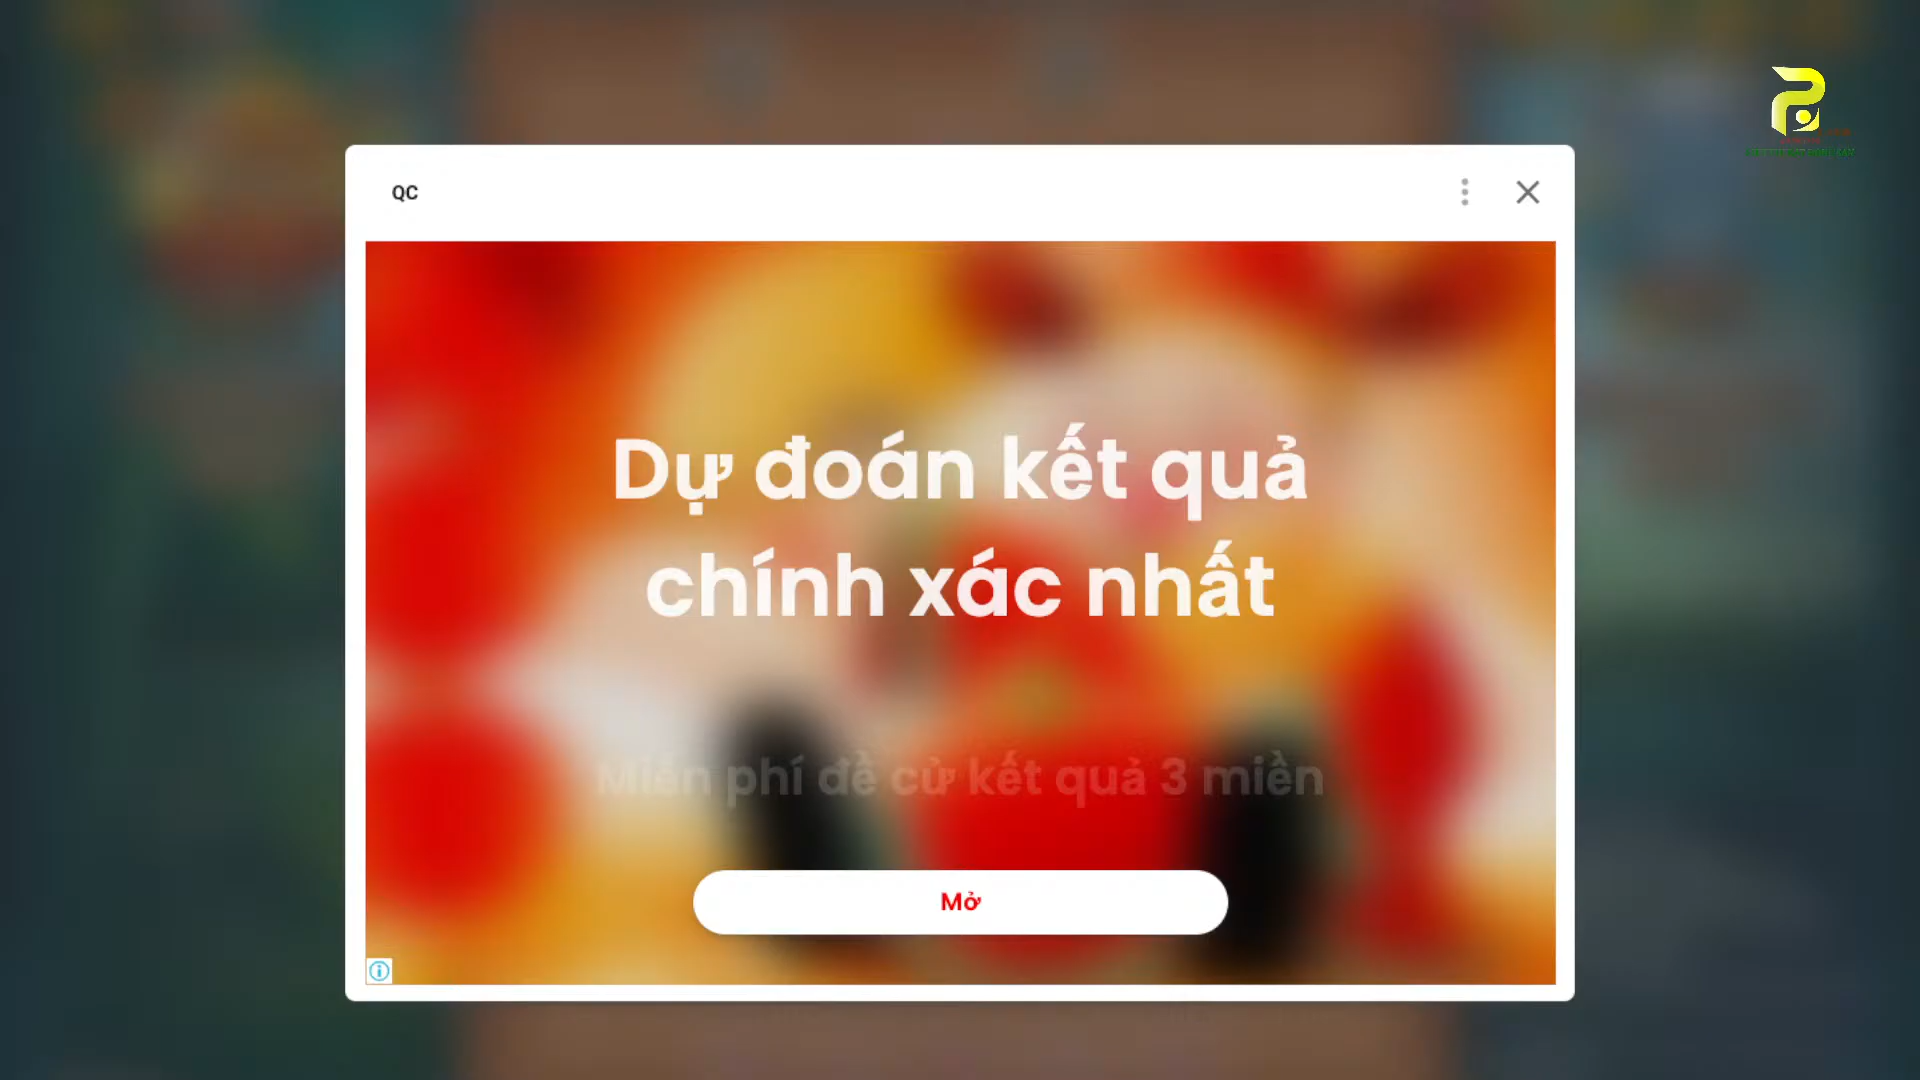 QC
Dự đoán kết quả
chính xác nhất
Miễn phí đề cử kết quả 3 miền
Mở